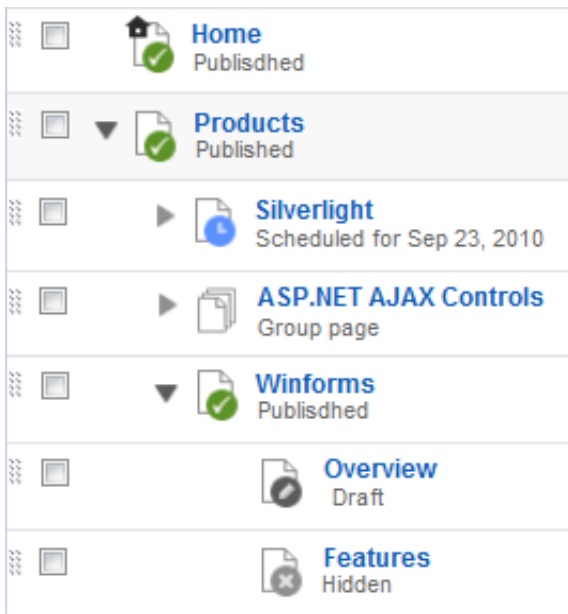 Home
Publisdhed
Products
Published
Silverlight
Scheduled for Sep 23, 2010
ASP.NET AJAX Controls
Group page
Winforms
Publisdhed
Overview
Draft
Features
Hidden